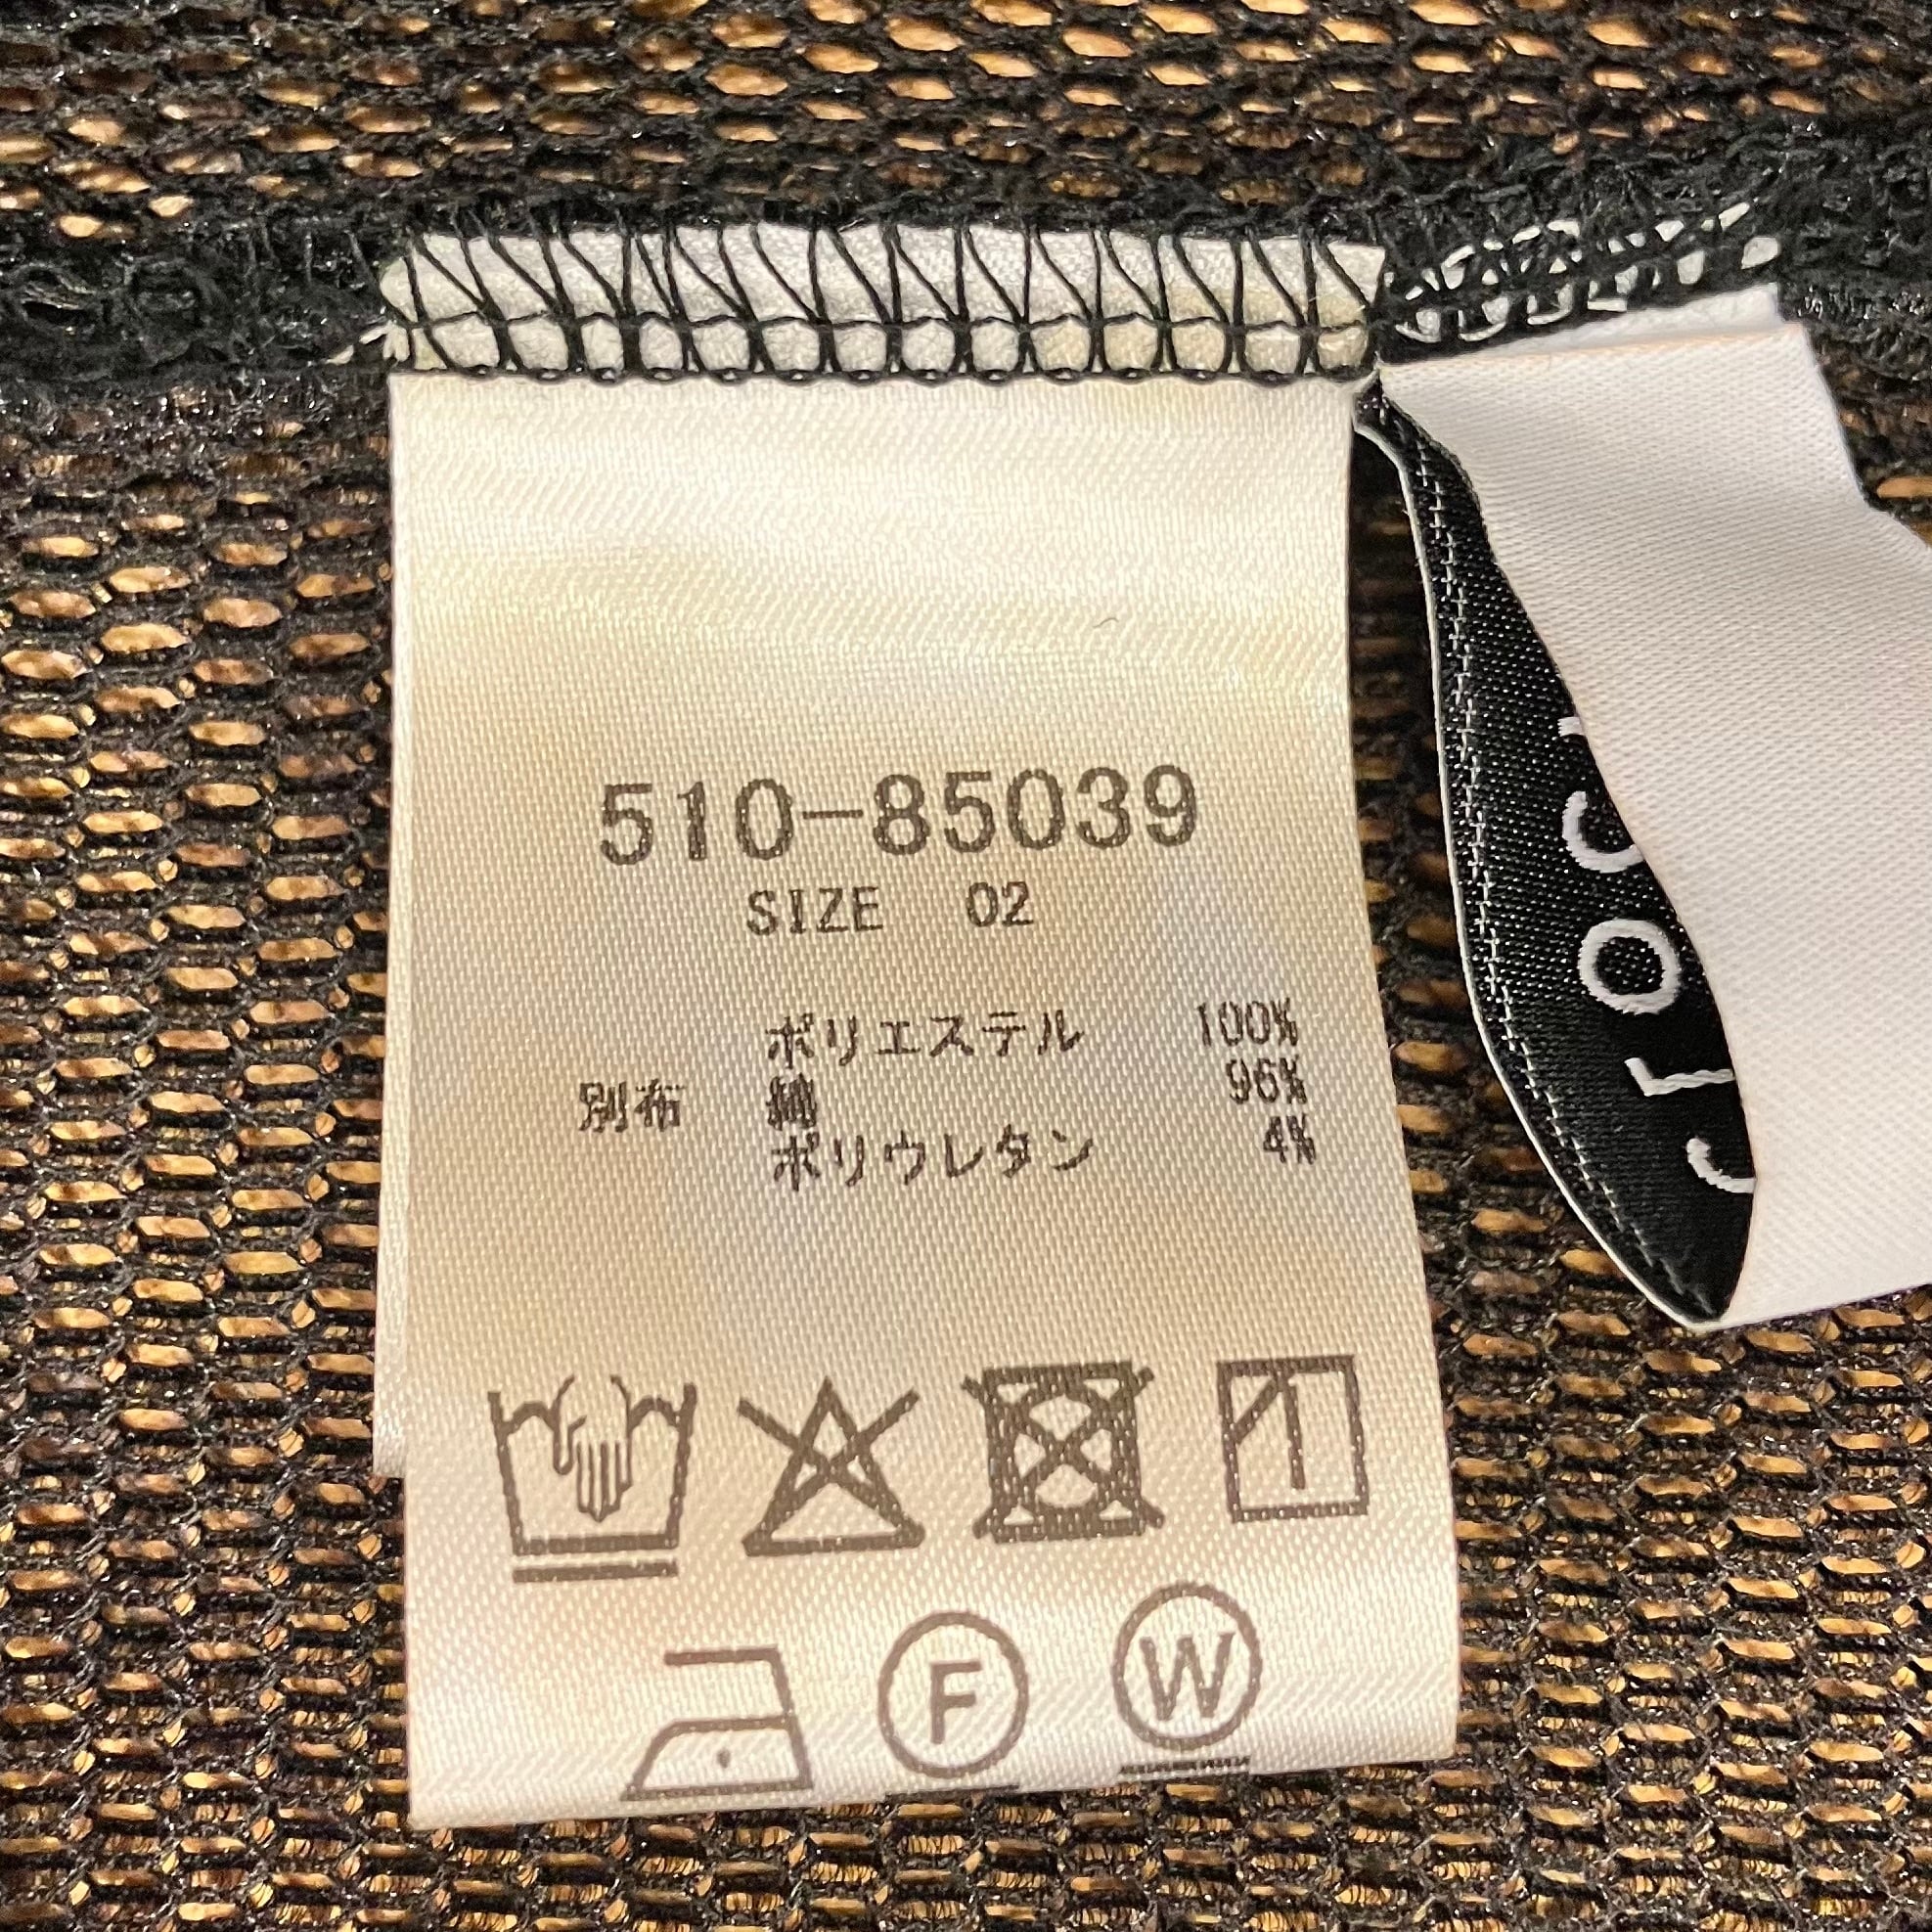 510-85039
SIZE 02
ポリエステル 100%
別布 綿 96%
ポリウレタン 4%
F
W